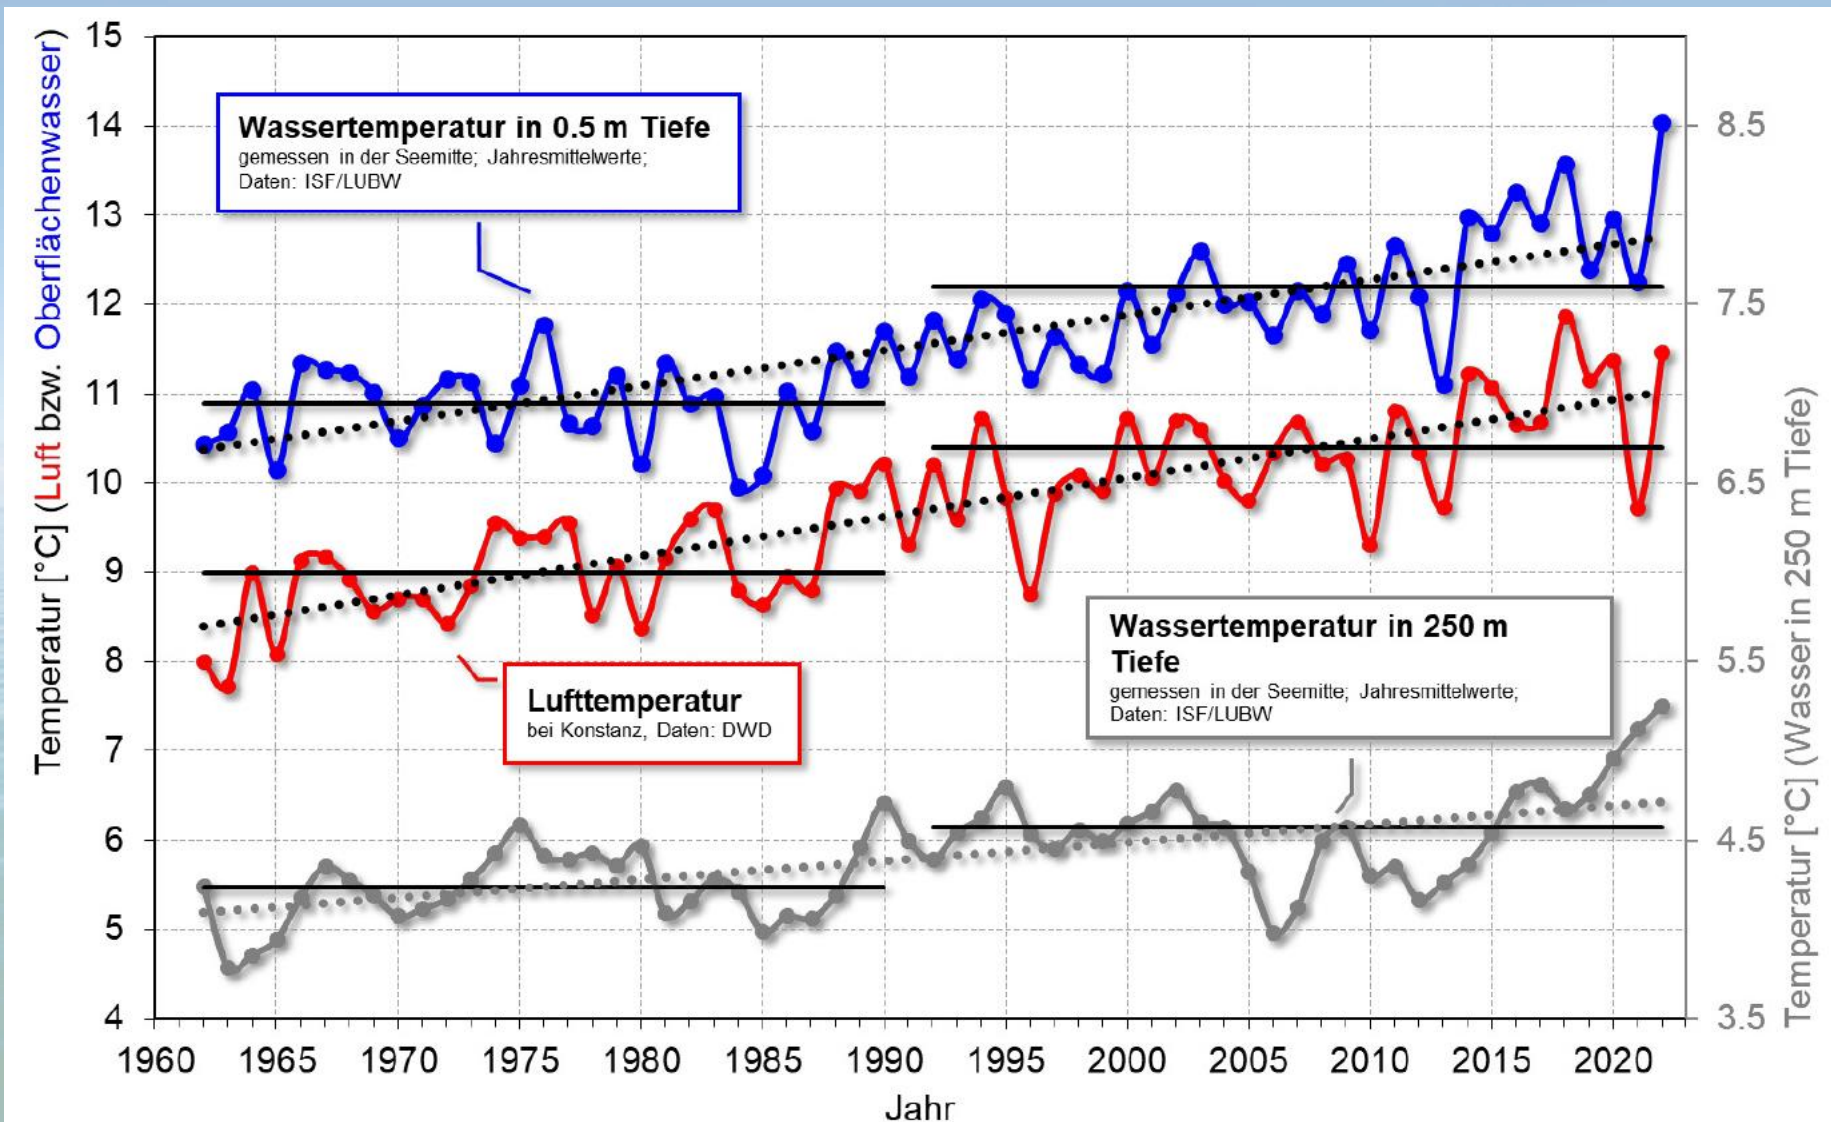 Temperatur [°C] (Luft bzw. Oberflächenwasser)
15
14
13
12
11
10
9
8
7
6
5
4
Wassertemperatur in 0.5 m Tiefe
gemessen in der Seemitte; Jahresmittelwerte;
Daten: ISF/LUBW
Lufttemperatur
bei Konstanz, Daten: DWD
Wassertemperatur in 250 m
Tiefe
gemessen in der Seemitte; Jahresmittelwerte;
Daten: ISF/LUBW
8.5
7.5
6.5
5.5
4.5
3.5
Temperatur [°C] (Wasser in 250 m Tiefe)
1960 1965 1970 1975 1980 1985 1990 1995 2000 2005 2010 2015 2020
Jahr